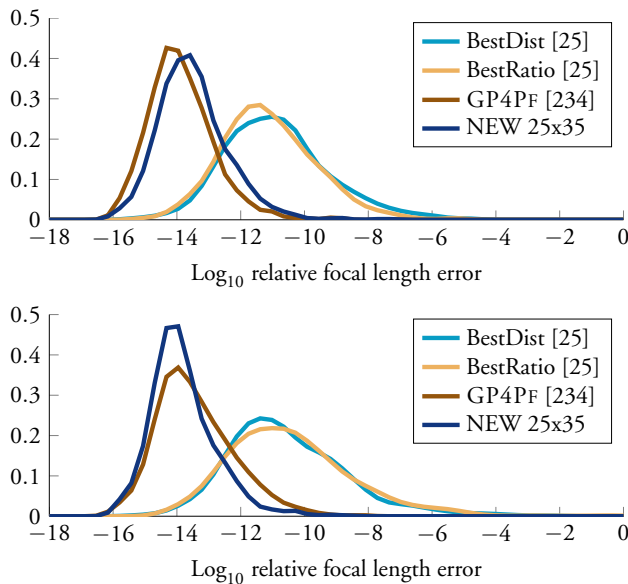 0.5
0.4
0.3
0.2
0.1
0
BestDist [25]
BestRatio [25]
GP4PF [234]
NEW 25x35
−18 −16 −14 −12 −10 −8 −6 −4 −2 0
Log10 relative focal length error
0.5
0.4
0.3
0.2
0.1
0
BestDist [25]
BestRatio [25]
GP4PF [234]
NEW 25x35
−18 −16 −14 −12 −10 −8 −6 −4 −2 0
Log10 relative focal length error